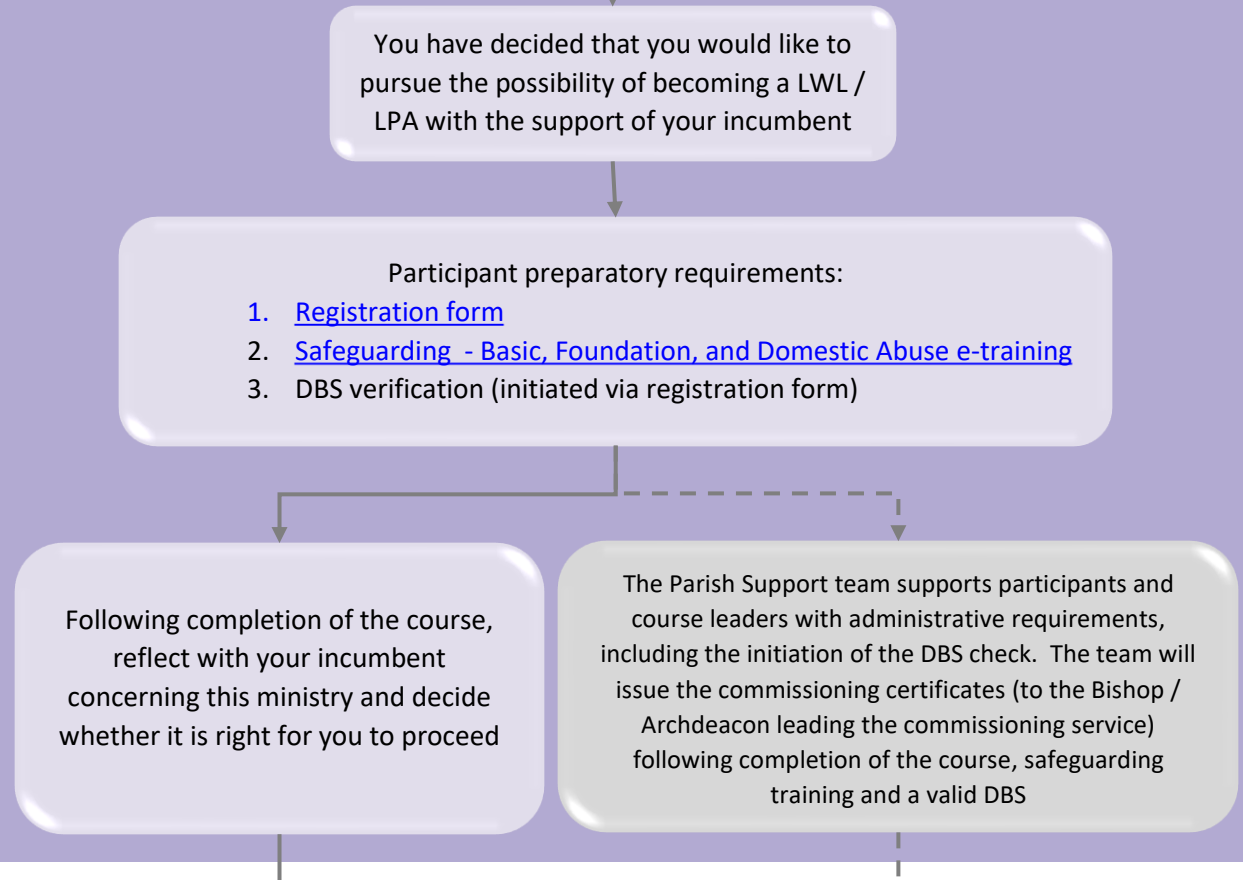 You have decided that you would like to
pursue the possibility of becoming a LWL /
LPA with the support of your incumbent
Participant preparatory requirements:
1. Registration form
2. Safeguarding  - Basic, Foundation, and Domestic Abuse e-training
3. DBS verification (initiated via registration form)
Following completion of the course,
reflect with your incumbent
concerning this ministry and decide
whether it is right for you to proceed
The Parish Support team supports participants and
course leaders with administrative requirements,
including the initiation of the DBS check.  The team will
issue the commissioning certificates (to the Bishop /
Archdeacon leading the commissioning service)
following completion of the course, safeguarding
training and a valid DBS